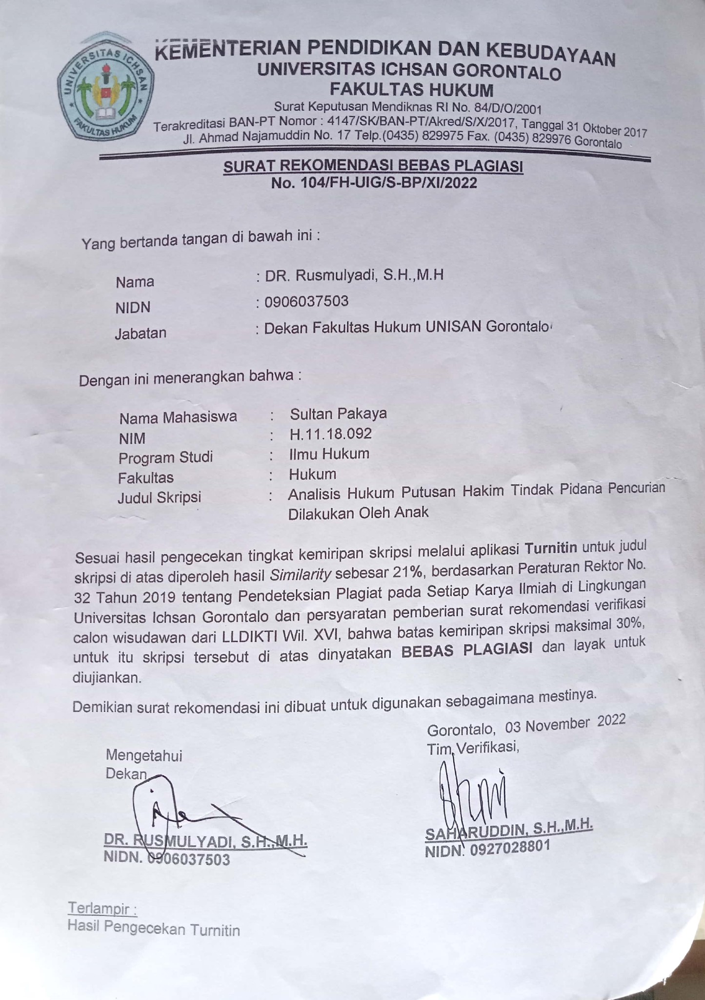 UNIVERSITAS ICHSAN
FAKULTAS HUKUM
KEMENTERIAN PENDIDIKAN DAN KEBUDAYAAN
UNIVERSITAS ICHSAN GORONTALO
FAKULTAS HUKUM
Surat Keputusan Mendiknas RI No. 84/D/O/2001
Terakreditasi BAN-PT Nomor : 4147/SK/BAN-PT/Akred/S/X/2017, Tanggal 31 Oktober 2017
Jl. Ahmad Najamuddin No. 17 Telp.(0435) 829975 Fax. (0435) 829976 Gorontalo
SURAT REKOMENDASI BEBAS PLAGIASI
No. 104/FH-UIG/S-BP/XI/2022
Yang bertanda tangan di bawah ini :
Nama : DR. Rusmulyadi, S.H.,M.H
NIDN : 0906037503
Jabatan : Dekan Fakultas Hukum UNISAN Gorontalo
Dengan ini menerangkan bahwa :
Nama Mahasiswa : Sultan Pakaya
NIM : H.11.18.092
Program Studi : Ilmu Hukum
Fakultas : Hukum
Judul Skripsi : Analisis Hukum Putusan Hakim Tindak Pidana Pencurian
Dilakukan Oleh Anak
Sesuai hasil pengecekan tingkat kemiripan skripsi melalui aplikasi Turnitin untuk judul
skripsi di atas diperoleh hasil Similarity sebesar 21%, berdasarkan Peraturan Rektor No.
32 Tahun 2019 tentang Pendeteksian Plagiat pada Setiap Karya Ilmiah di Lingkungan
Universitas Ichsan Gorontalo dan persyaratan pemberian surat rekomendasi verifikasi
calon wisudawan dari LLDIKTI Wil. XVI, bahwa batas kemiripan skripsi maksimal 30%,
untuk itu skripsi tersebut di atas dinyatakan BEBAS PLAGIASI dan layak untuk
diujiankan.
Demikian surat rekomendasi ini dibuat untuk digunakan sebagaimana mestinya.
Gorontalo, 03 November 2022
Tim Verifikasi,
Mengetahui
Dekan
DR. RUSMULYADI, S.H.,M.H.
NIDN. 0906037503
SAHARUDDIN, S.H.,M.H.
NIDN. 0927028801
Terlampir :
Hasil Pengecekan Turnitin